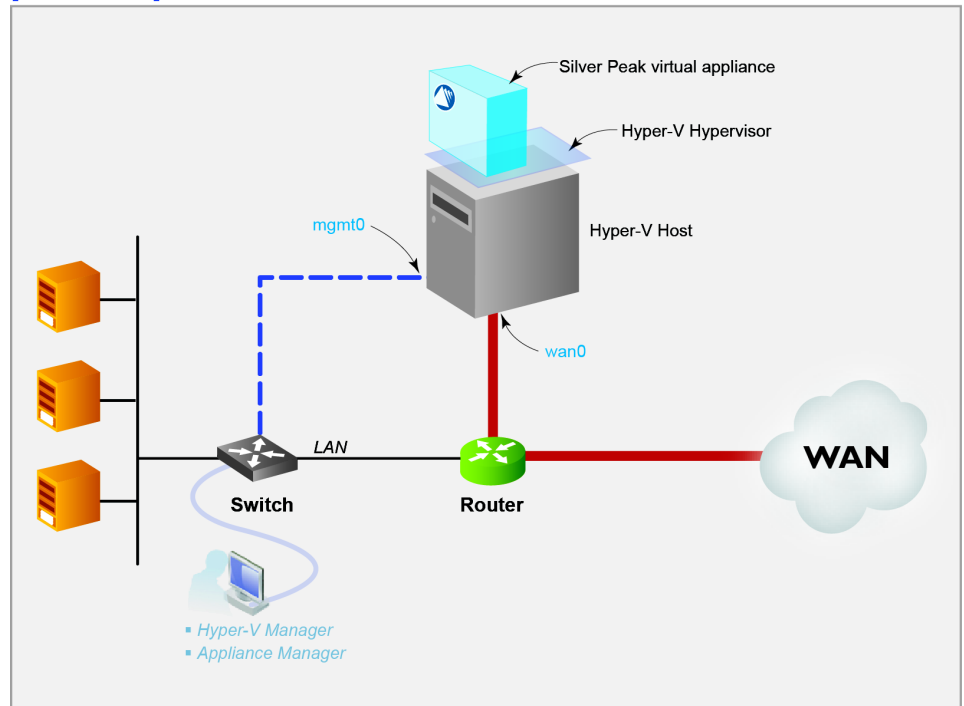 Silver Peak virtual appliance
Hyper-V Hypervisor
mgmt0
Hyper-V Host
wan0
LAN
WAN
Switch
Router
▪ Hyper-V Manager
▪ Appliance Manager